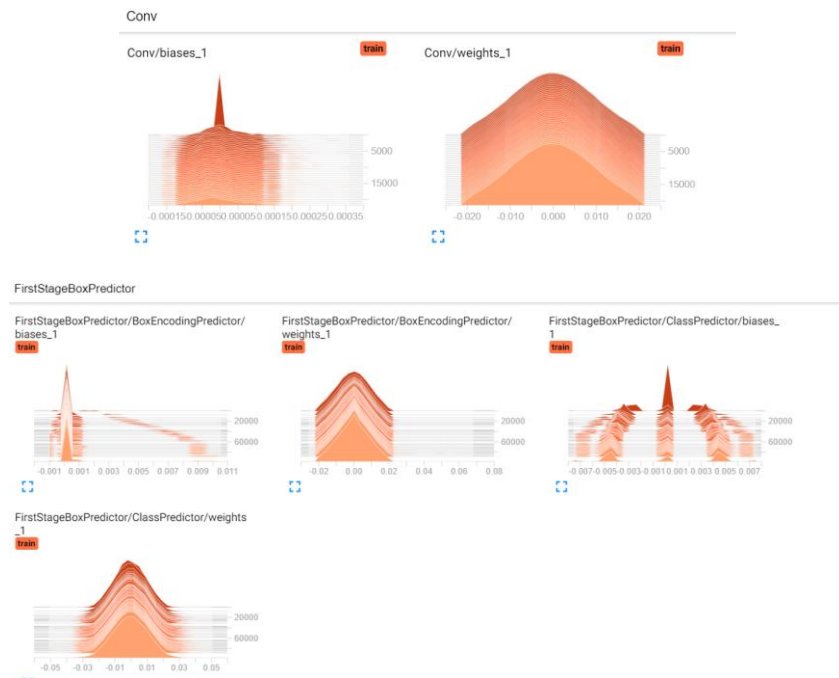 Conv
Conv/biases_1 train Conv/weights_1 train
5000 5000
15000 15000
-0.000150.000050.000050.000150.000250.00035 -0.020 -0.010 0.000 0.010 0.020
FirstStageBoxPredictor
FirstStageBoxPredictor/BoxEncodingPredictor/ FirstStageBoxPredictor/BoxEncodingPredictor/ FirstStageBoxPredictor/ClassPredictor/biases_
biases_1 weights_1 1
train train train
20000 20000 20000
60000 60000 60000
-0.001 0.001 0.003 0.005 0.007 0.009 0.011 -0.02 0.00 0.02 0.04 0.06 0.08 -0.007-0.005-0.003-0.001 0.001 0.003 0.005 0.007
FirstStageBoxPredictor/ClassPredictor/weights
_1
train
20000
60000
-0.05 -0.03 -0.01 0.01 0.03 0.05